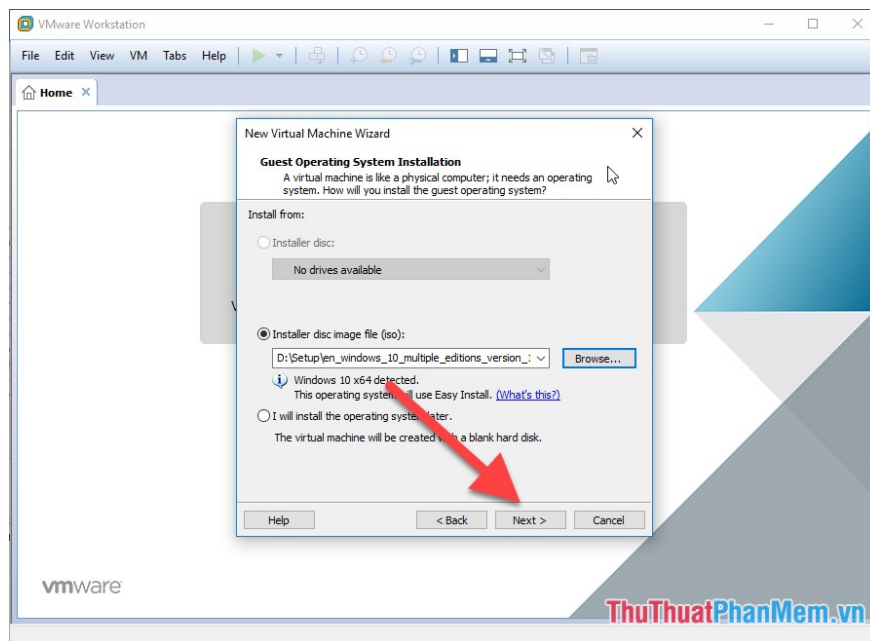 VMware Workstation
File Edit View VM Tabs Help
Home
New Virtual Machine Wizard
Guest Operating System Installation
A virtual machine is like a physical computer; it needs an operating
system. How will you install the guest operating system?
Install from:
Installer disc:
No drives available
Installer disc image file (iso):
D:\Setup\en_windows_10_multiple_editions_version_
Browse...
Windows 10 x64 detected.
This operating system will use Easy Install. (What's this?)
I will install the operating system later.
The virtual machine will be created with a blank hard disk.
Help < Back Next > Cancel
vmware
ThuThuatPhanMem.vn